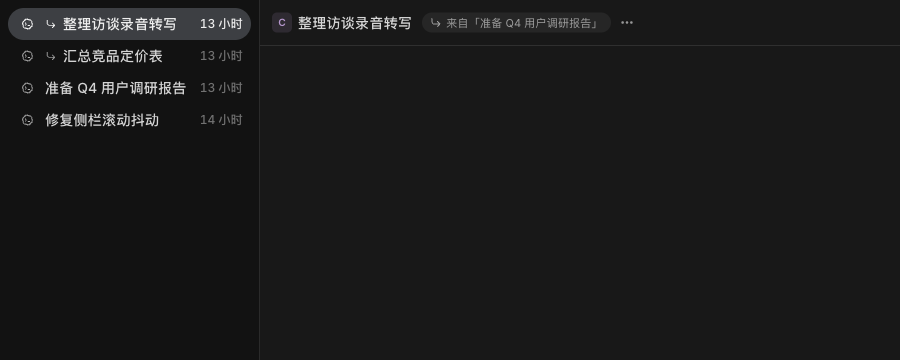 整理访谈录音转写 13 小时
汇总竞品定价表 13 小时
准备 Q4 用户调研报告 13 小时
修复侧栏滚动抖动 14 小时
C 整理访谈录音转写 来自「准备 Q4 用户调研报告」